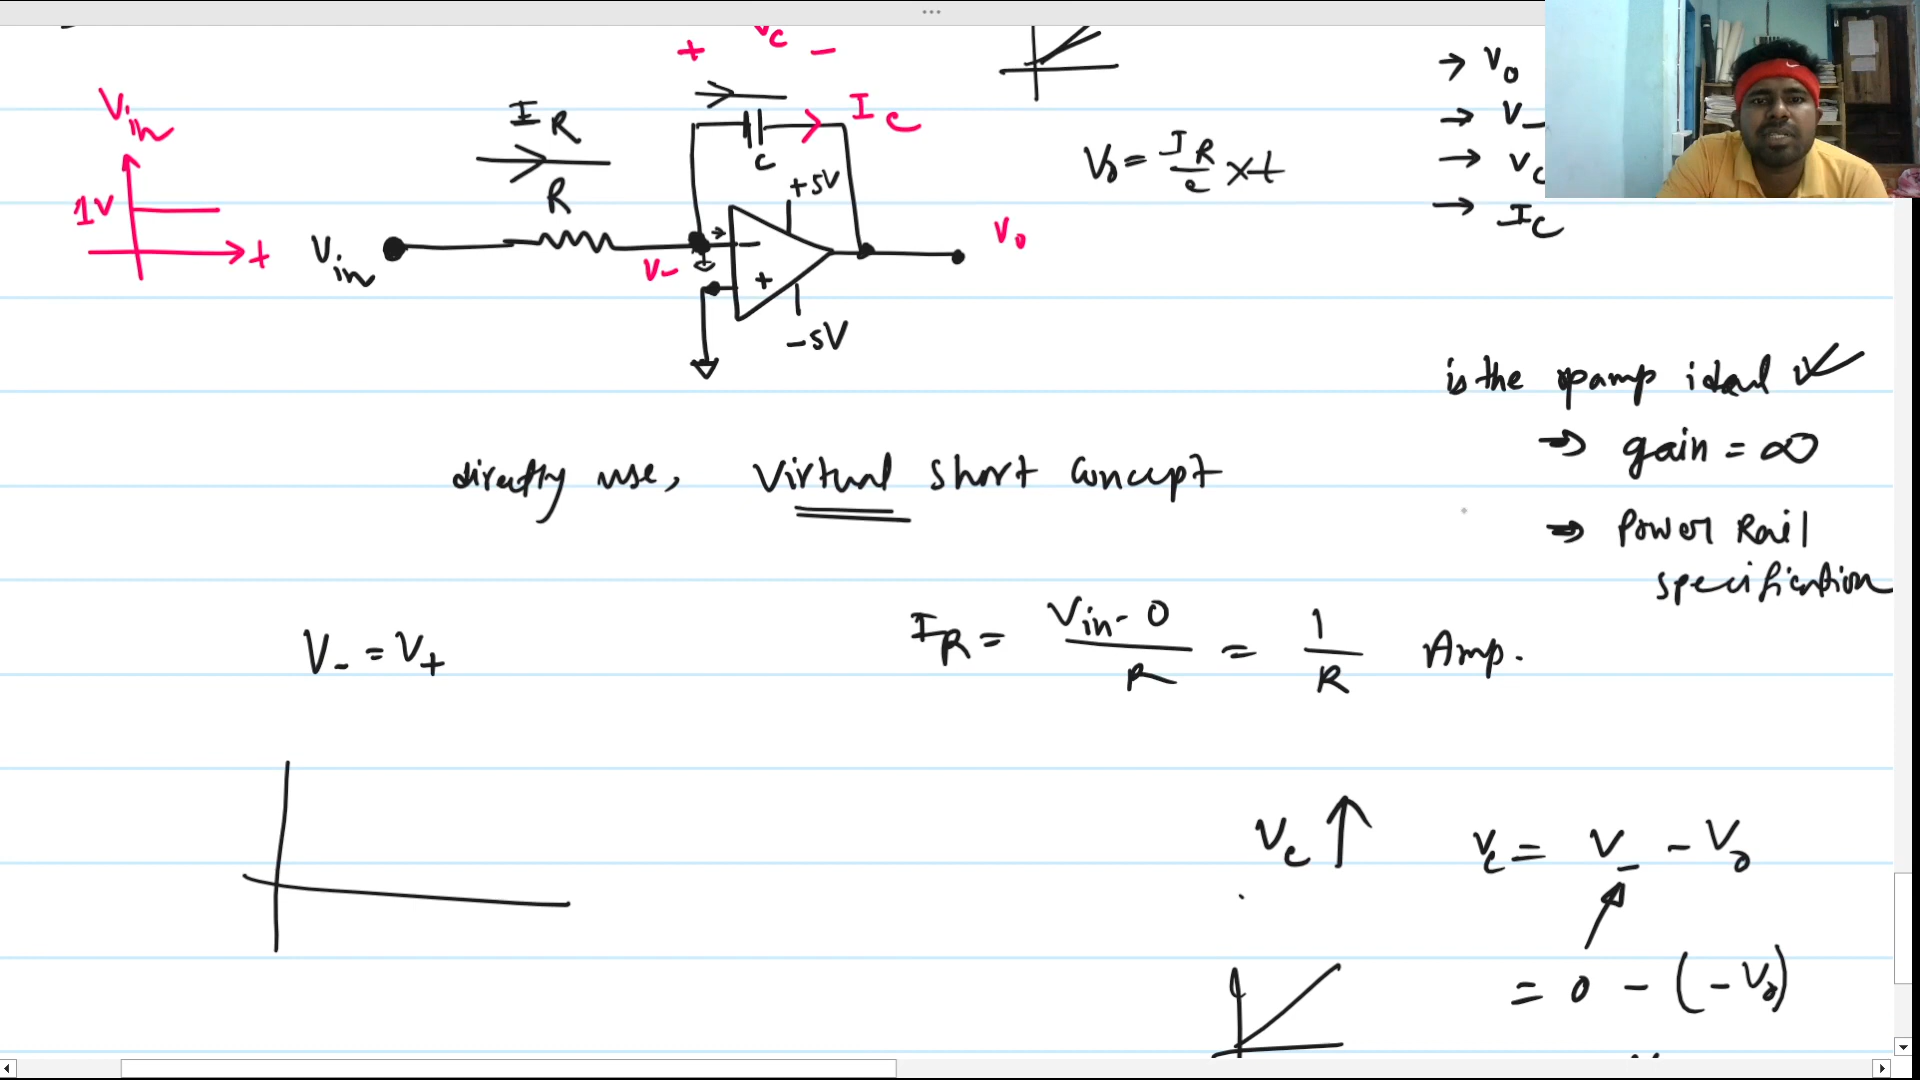 + Vc −
Vin
1V
t
Vin
IR
R
V−
C
Ic
+5V
−
+
−5V
Vo
Vo = IR/C × t
→ Vo
→ V−
→ Vc
→ Ic
is the opamp ideal ✓
⇒ gain = ∞
⇒ Power Rail
specification
directly use, Virtual short concept
V− = V+
IR = Vin - 0 / R = 1 / R Amp.
Vc ↑
Vc = V− − Vo
= 0 − (−Vo)